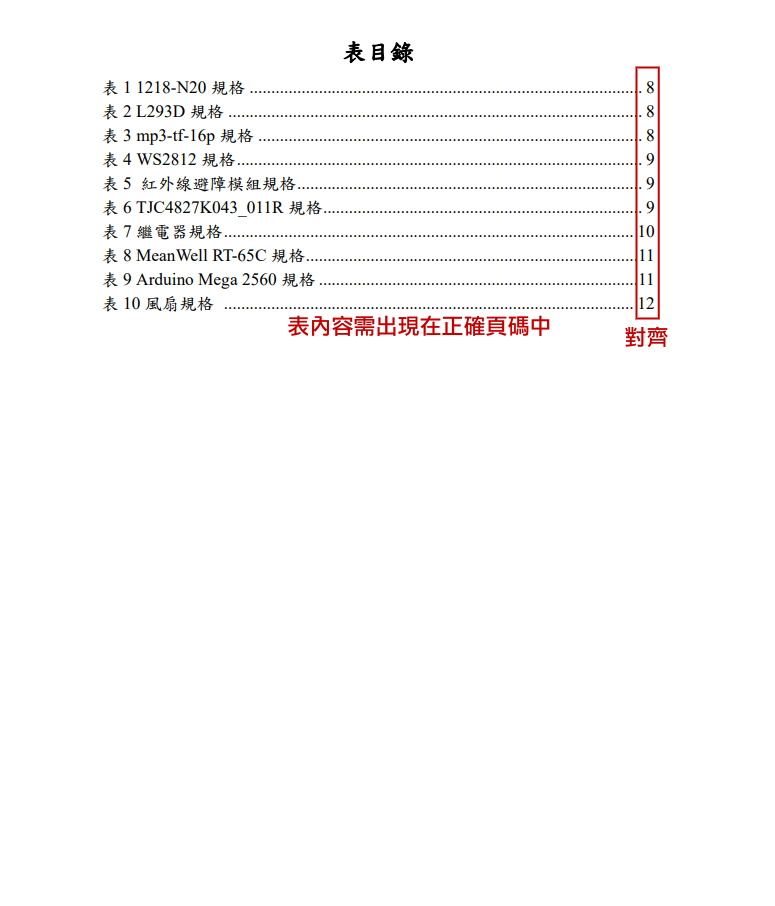 表目錄
表 1 1218-N20 規格 ........................................................................................... 8
表 2 L293D 規格 ................................................................................................ 8
表 3 mp3-tf-16p 規格 ......................................................................................... 8
表 4 WS2812 規格.............................................................................................. 9
表 5  紅外線避障模組規格................................................................................ 9
表 6 TJC4827K043_011R 規格.......................................................................... 9
表 7 繼電器規格............................................................................................... 10
表 8 MeanWell RT-65C 規格............................................................................ 11
表 9 Arduino Mega 2560 規格 ......................................................................... 11
表 10 風扇規格  ............................................................................................... 12
表內容需出現在正確頁碼中
對齊